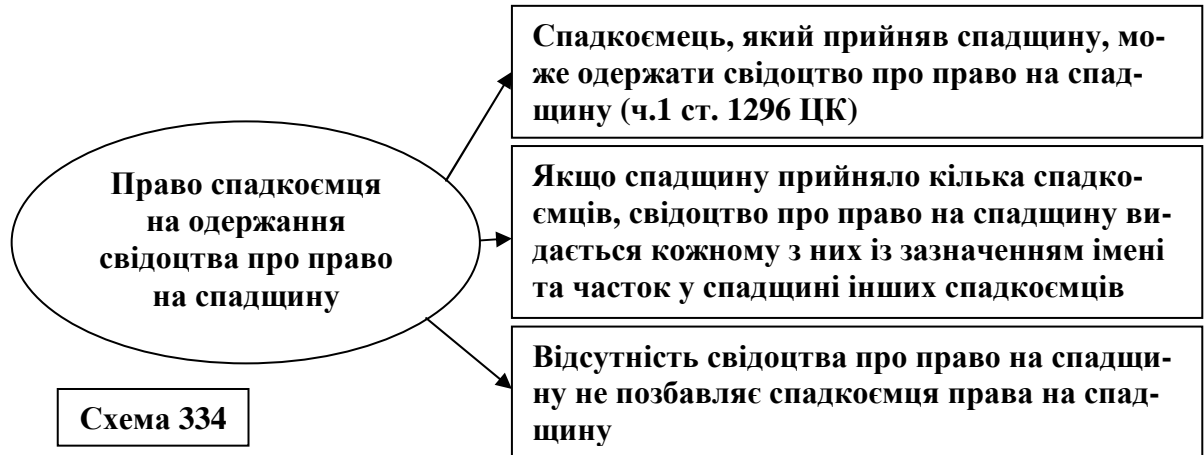 Спадкоємець, який прийняв спадщину, мо-
же одержати свідоцтво про право на спад-
щину (ч.1 ст. 1296 ЦК)
Право спадкоємця
на одержання
свідоцтва про право
на спадщину
Якщо спадщину прийняло кілька спадко-
ємців, свідоцтво про право на спадщину ви-
дається кожному з них із зазначенням імені
та часток у спадщині інших спадкоємців
Відсутність свідоцтва про право на спадщи-
ну не позбавляє спадкоємця права на спад-
щину
Схема 334